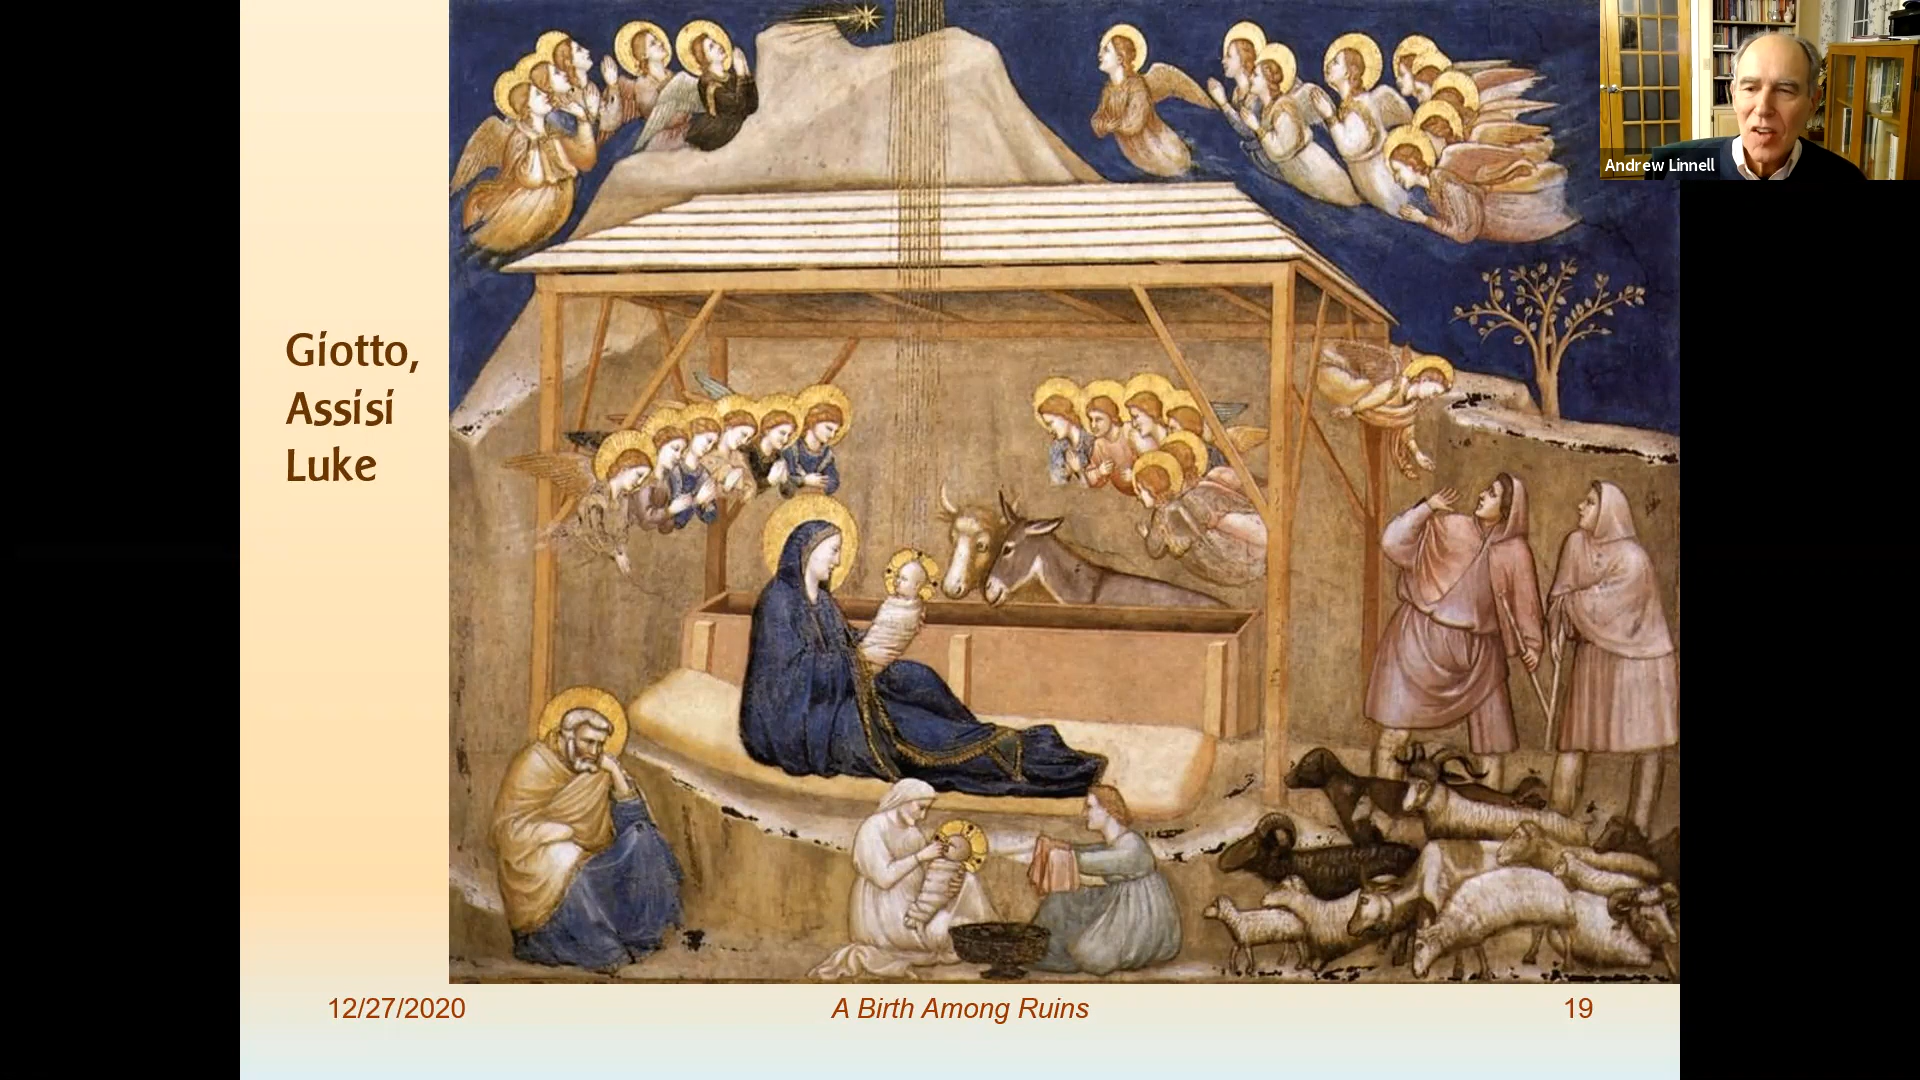 Andrew Linnell
Giotto,
Assisi
Luke
12/27/2020
A Birth Among Ruins
19